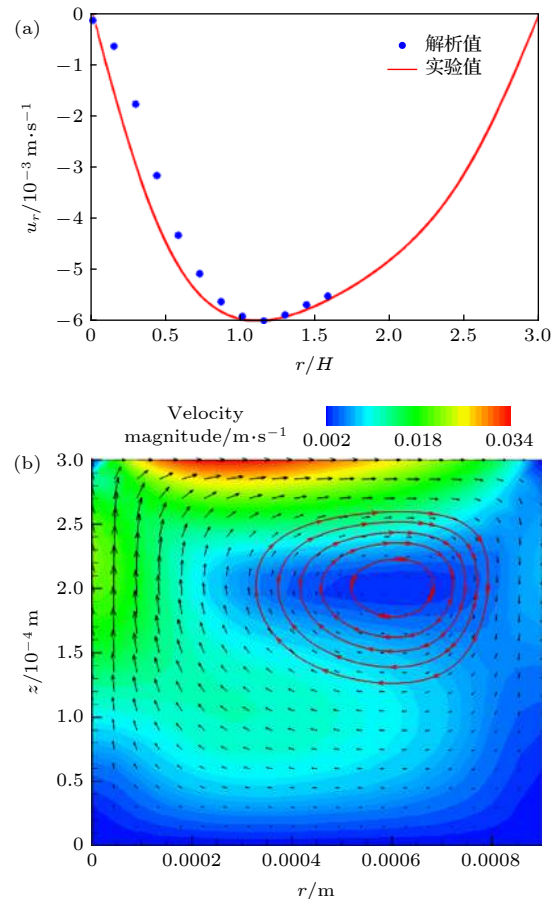 (a)
0
−1
−2
−3
−4
−5
−6
u_r/10⁻³ m·s⁻¹
解析值
实验值
0 0.5 1.0 1.5 2.0 2.5 3.0
r/H
Velocity
magnitude/m·s⁻¹
0.002 0.018 0.034
(b)
3.0
2.5
2.0
1.5
1.0
0.5
0
z/10⁻⁴ m
0 0.0002 0.0004 0.0006 0.0008
r/m